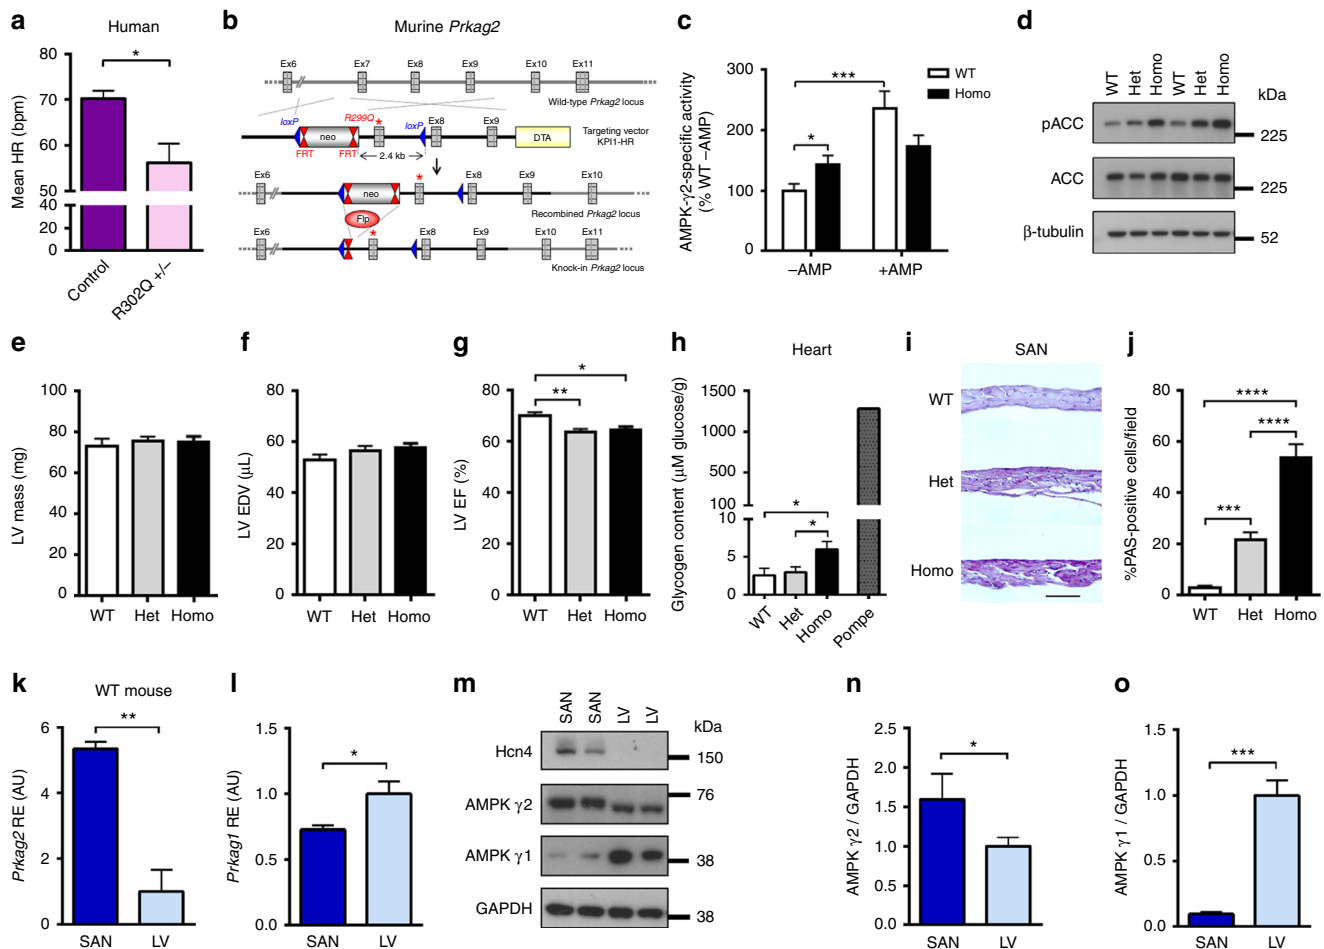 a
Human
Mean HR (bpm)
80
70
60
50
40
20
0
*
Control
R302Q +/–
b
Murine Prkag2
Ex6
Ex7
Ex8
Ex9
Ex10
Ex11
Wild-type Prkag2 locus
loxP
R299Q
*
loxP
Ex8
Ex9
neo
DTA
FRT
FRT
2.4 kb
Targeting vector
KPI1-HR
Ex6
neo
*
Ex8
Ex9
Ex10
Recombined Prkag2 locus
Flp
Ex6
*
Ex8
Ex9
Ex10
Ex11
Knock-in Prkag2 locus
c
AMPK-γ2-specific activity
(% WT –AMP)
300
200
100
0
***
*
WT
Homo
–AMP
+AMP
d
WT
Het
Homo
WT
Het
Homo
kDa
pACC
225
ACC
225
β-tubulin
52
e
LV mass (mg)
100
80
60
40
20
0
WT
Het
Homo
f
LV EDV (µL)
80
60
40
20
0
WT
Het
Homo
g
LV EF (%)
80
60
40
20
0
*
**
WT
Het
Homo
h
Heart
Glycogen content (µM glucose/g)
1500
1000
500
100
10
5
0
*
*
WT
Het
Homo
Pompe
i
SAN
WT
Het
Homo
j
%PAS-positive cells/field
80
60
40
20
0
****
****
***
WT
Het
Homo
k
WT mouse
Prkag2 RE (AU)
6
4
2
0
**
SAN
LV
l
Prkag1 RE (AU)
1.5
1.0
0.5
0.0
*
SAN
LV
m
SAN
SAN
LV
LV
kDa
Hcn4
150
AMPK γ2
76
AMPK γ1
38
GAPDH
38
n
AMPK γ2 / GAPDH
2.5
2.0
1.5
1.0
0.5
0.0
*
SAN
LV
o
AMPK γ1 / GAPDH
1.5
1.0
0.5
0.0
***
SAN
LV